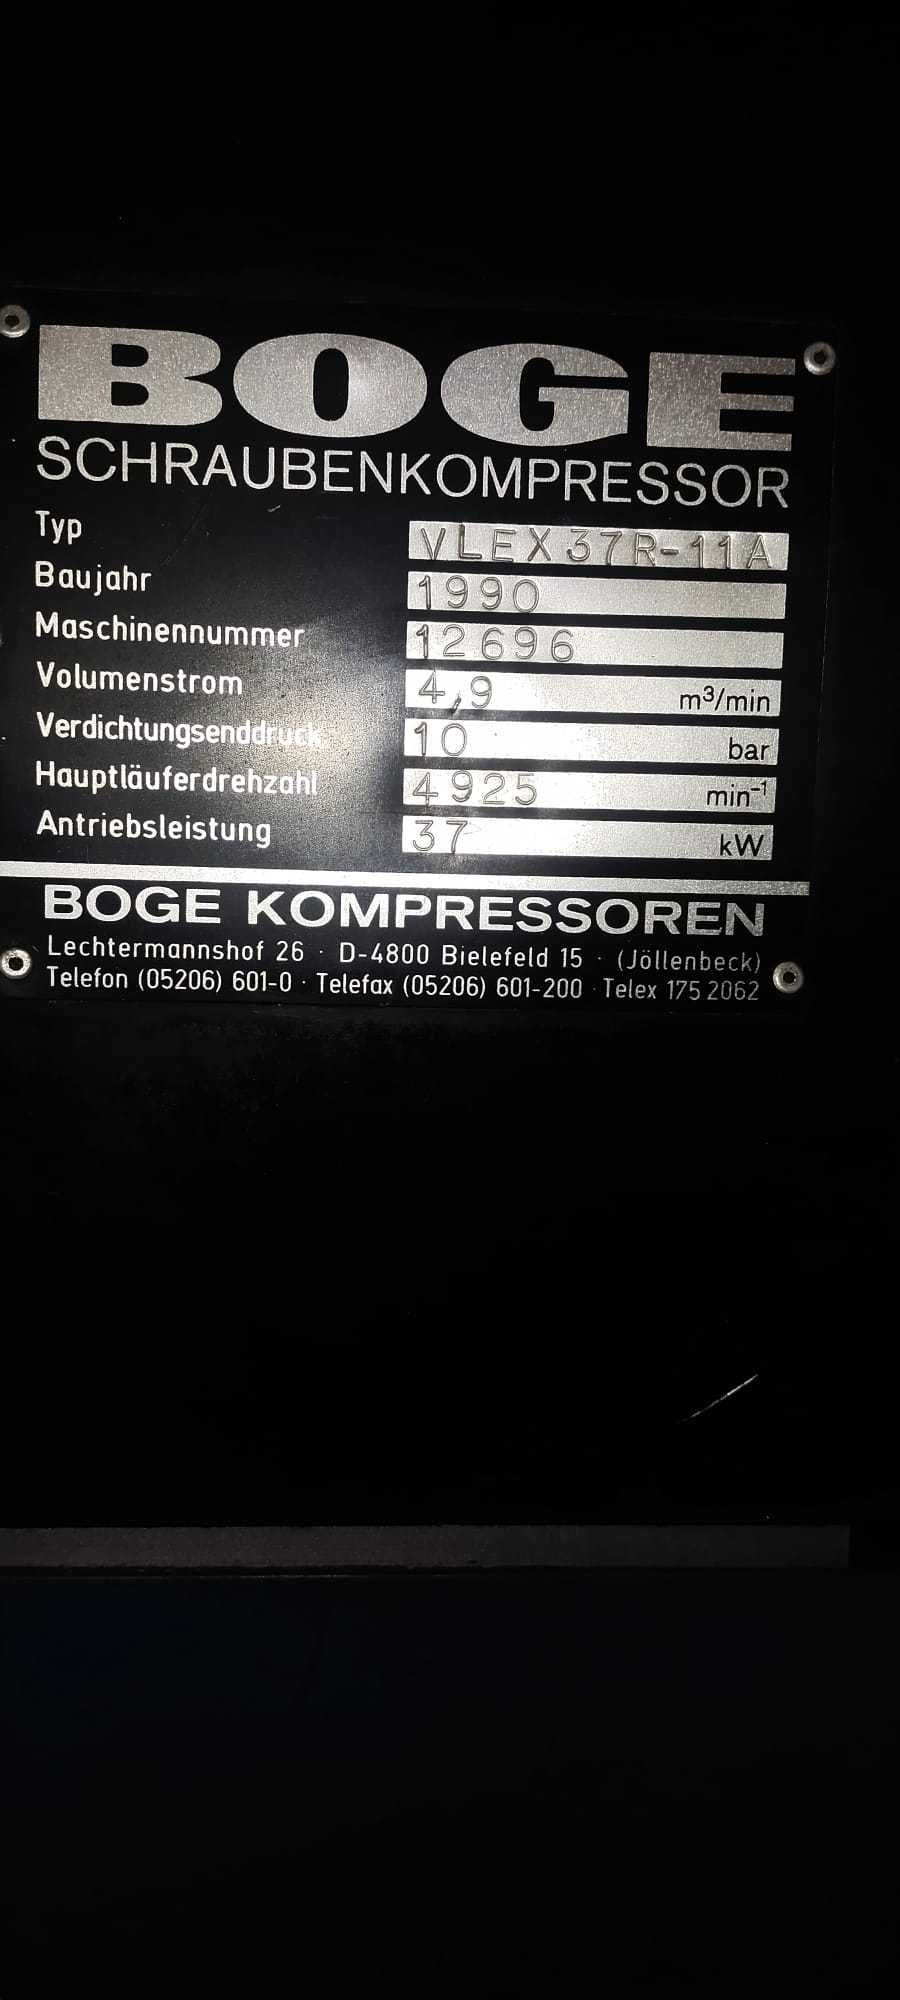 BOGE
SCHRAUBENKOMPRESSOR
Typ VLEX37R-11A
Baujahr 1990
Maschinennummer 12696
Volumenstrom 4,9 m³/min
Verdichtungsenddruck 10 bar
Hauptläuferdrehzahl 4925 min⁻¹
Antriebsleistung 37 kW
BOGE KOMPRESSOREN
Lechtermannshof 26 · D-4800 Bielefeld 15 · (Jöllenbeck)
Telefon (05206) 601-0 · Telefax (05206) 601-200 · Telex 175 2062